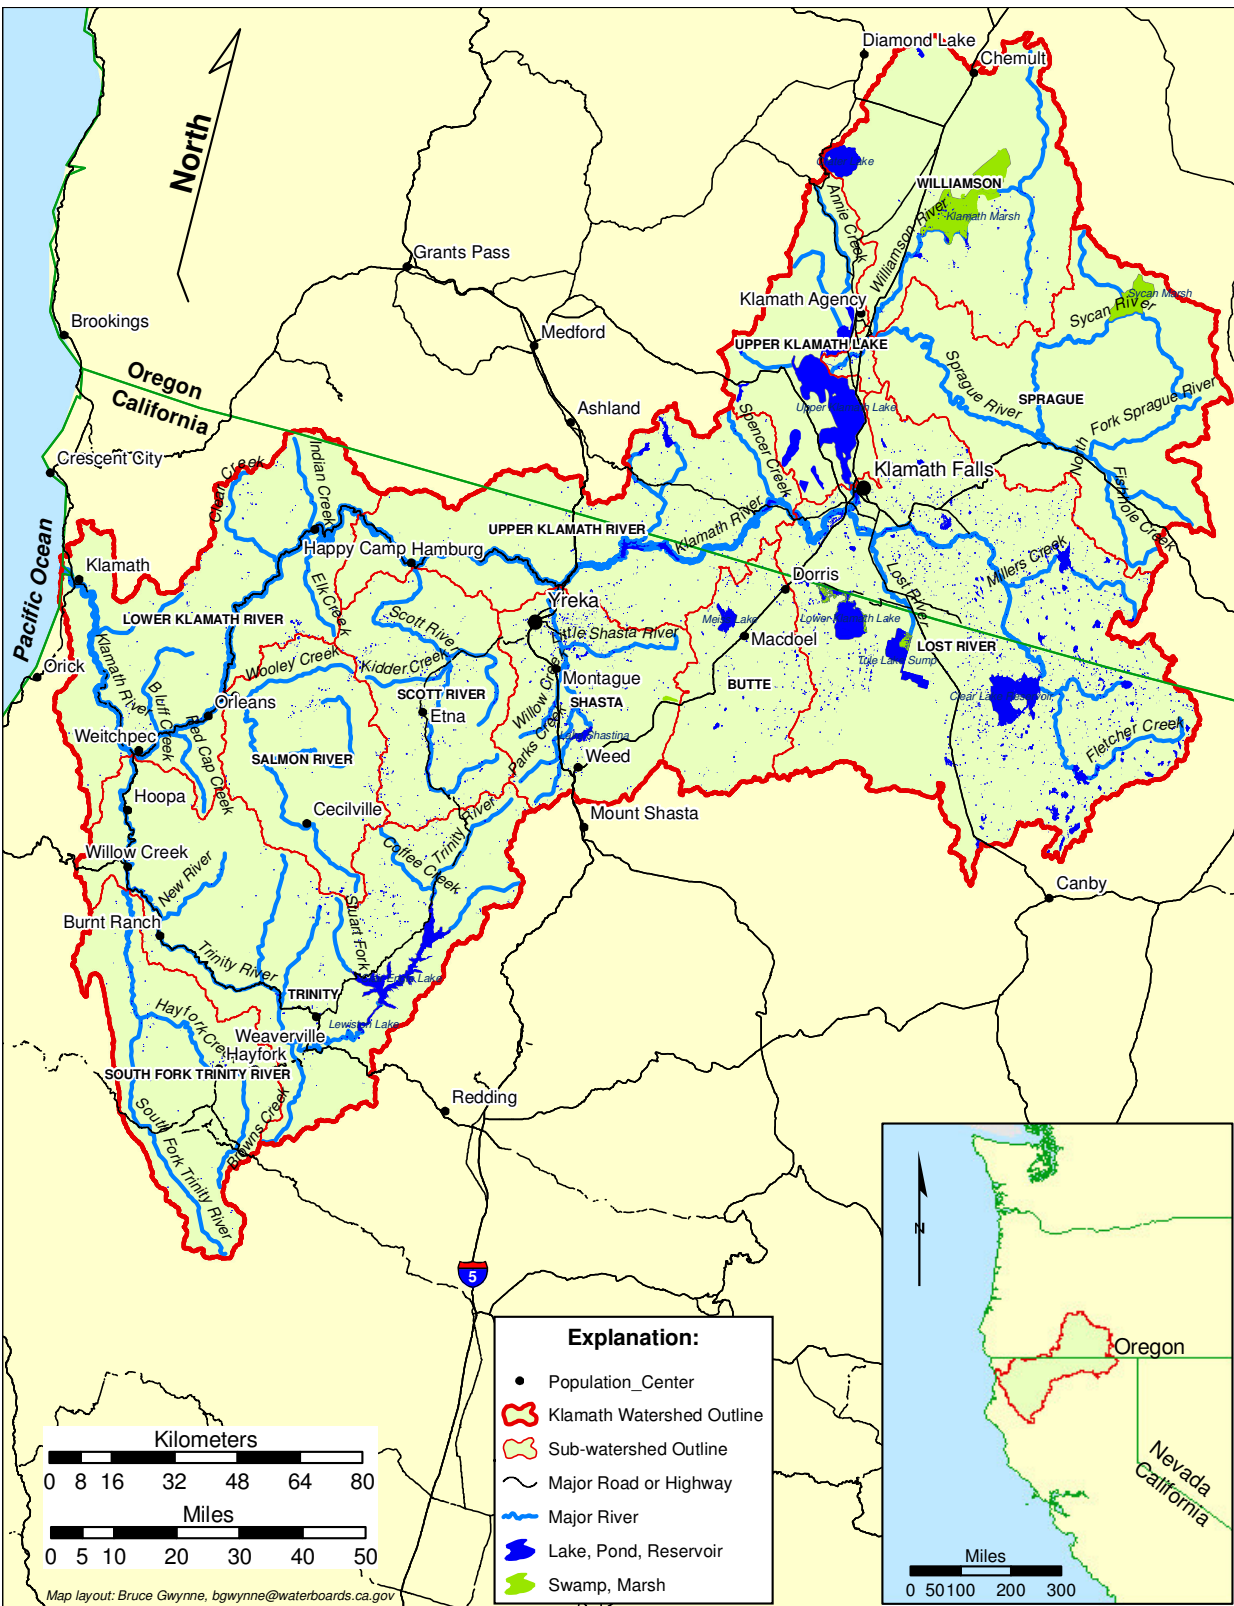 Diamond Lake
Chemult
North
Crater Lake
WILLIAMSON
Annie Creek
Williamson River
Klamath Marsh
Grants Pass
Klamath Agency
Sycan Marsh
Sycan River
Brookings
Medford
UPPER KLAMATH LAKE
Oregon
California
Sprague River
SPRAGUE
North Fork Sprague River
Ashland
Spencer Creek
Upper Klamath Lake
Crescent City
Clear Creek
Indian Creek
Klamath Falls
Fishhole Creek
UPPER KLAMATH RIVER
Klamath River
Pacific Ocean
Klamath
Happy Camp
Hamburg
Elk Creek
Dorris
Lost River
Millers Creek
LOWER KLAMATH RIVER
Yreka
Scott River
Little Shasta River
Meiss Lake
Macdoel
Lower Klamath Lake
Tule Lake Sump
LOST RIVER
Orick
Klamath River
Bluff Creek
Wooley Creek
Kidder Creek
SCOTT RIVER
Willow Creek
Montague
SHASTA
BUTTE
Clear Lake Reservoir
Fletcher Creek
Orleans
Etna
Weitchpec
Red Cap Creek
SALMON RIVER
Parks Creek
Lake Shastina
Weed
Hoopa
Cecilville
Trinity River
Mount Shasta
Willow Creek
New River
Coffee Creek
Canby
Burnt Ranch
Stuart Fork
Trinity River
TRINITY
Lewiston Lake
Hayfork Creek
Weaverville
Hayfork
SOUTH FORK TRINITY RIVER
Browns Creek
South Fork Trinity River
Redding
5
Explanation:
Population_Center
Klamath Watershed Outline
Sub-watershed Outline
Major Road or Highway
Major River
Lake, Pond, Reservoir
Swamp, Marsh
Kilometers
0 8 16 32 48 64 80
Miles
0 5 10 20 30 40 50
Map layout: Bruce Gwynne, bgwynne@waterboards.ca.gov
N
Oregon
Nevada
California
Miles
0 50 100 200 300